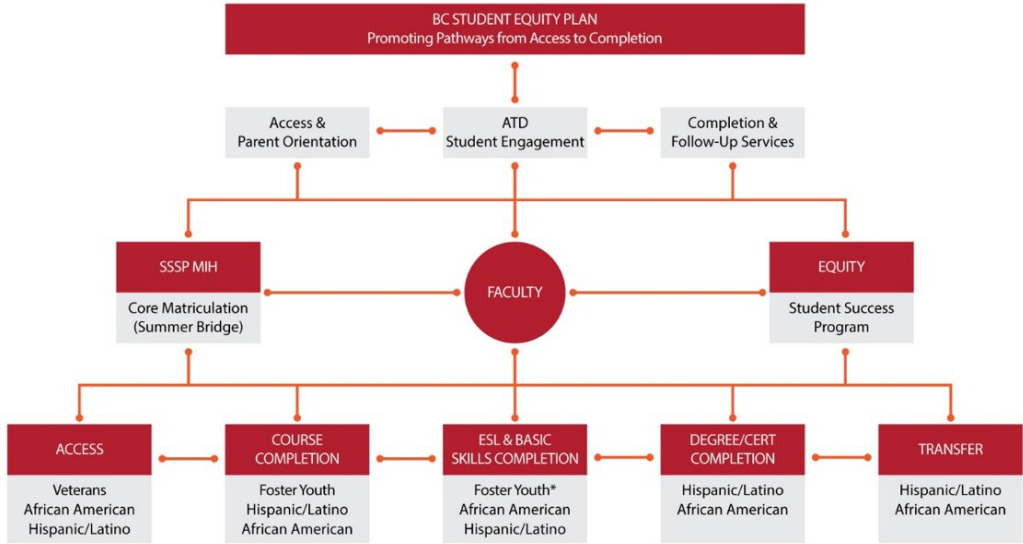 BC STUDENT EQUITY PLAN
Promoting Pathways from Access to Completion
Access &
Parent Orientation
ATD
Student Engagement
Completion &
Follow-Up Services
SSSP MIH
Core Matriculation
(Summer Bridge)
FACULTY
EQUITY
Student Success
Program
ACCESS
Veterans
African American
Hispanic/Latino
COURSE
COMPLETION
Foster Youth
Hispanic/Latino
African American
ESL & BASIC
SKILLS COMPLETION
Foster Youth*
African American
Hispanic/Latino
DEGREE/CERT
COMPLETION
Hispanic/Latino
African American
TRANSFER
Hispanic/Latino
African American